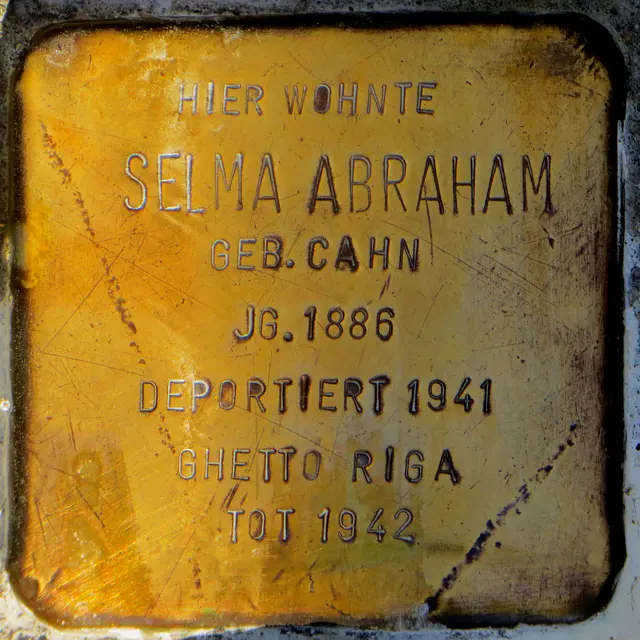 HIER WOHNTE
SELMA ABRAHAM
GEB. CAHN
JG. 1886
DEPORTIERT 1941
GHETTO RIGA
TOT 1942